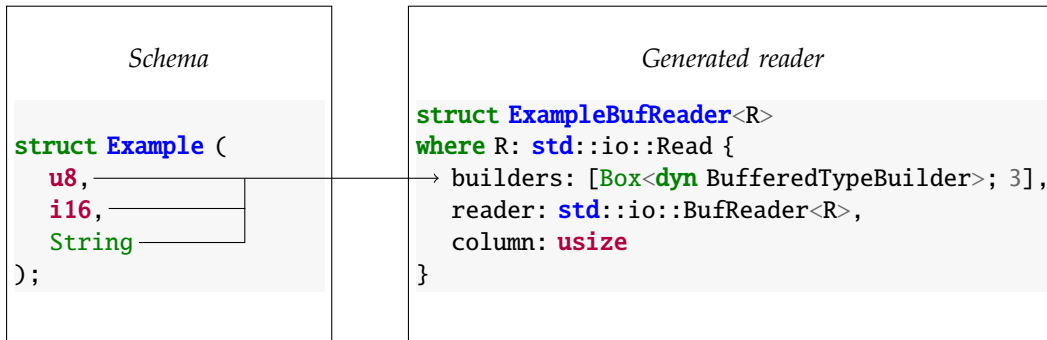 Schema
struct Example (
u8,
i16,
String
);
Generated reader
struct ExampleBufReader<R>
where R: std::io::Read {
builders: [Box<dyn BufferedTypeBuilder>; 3],
reader: std::io::BufReader<R>,
column: usize
}